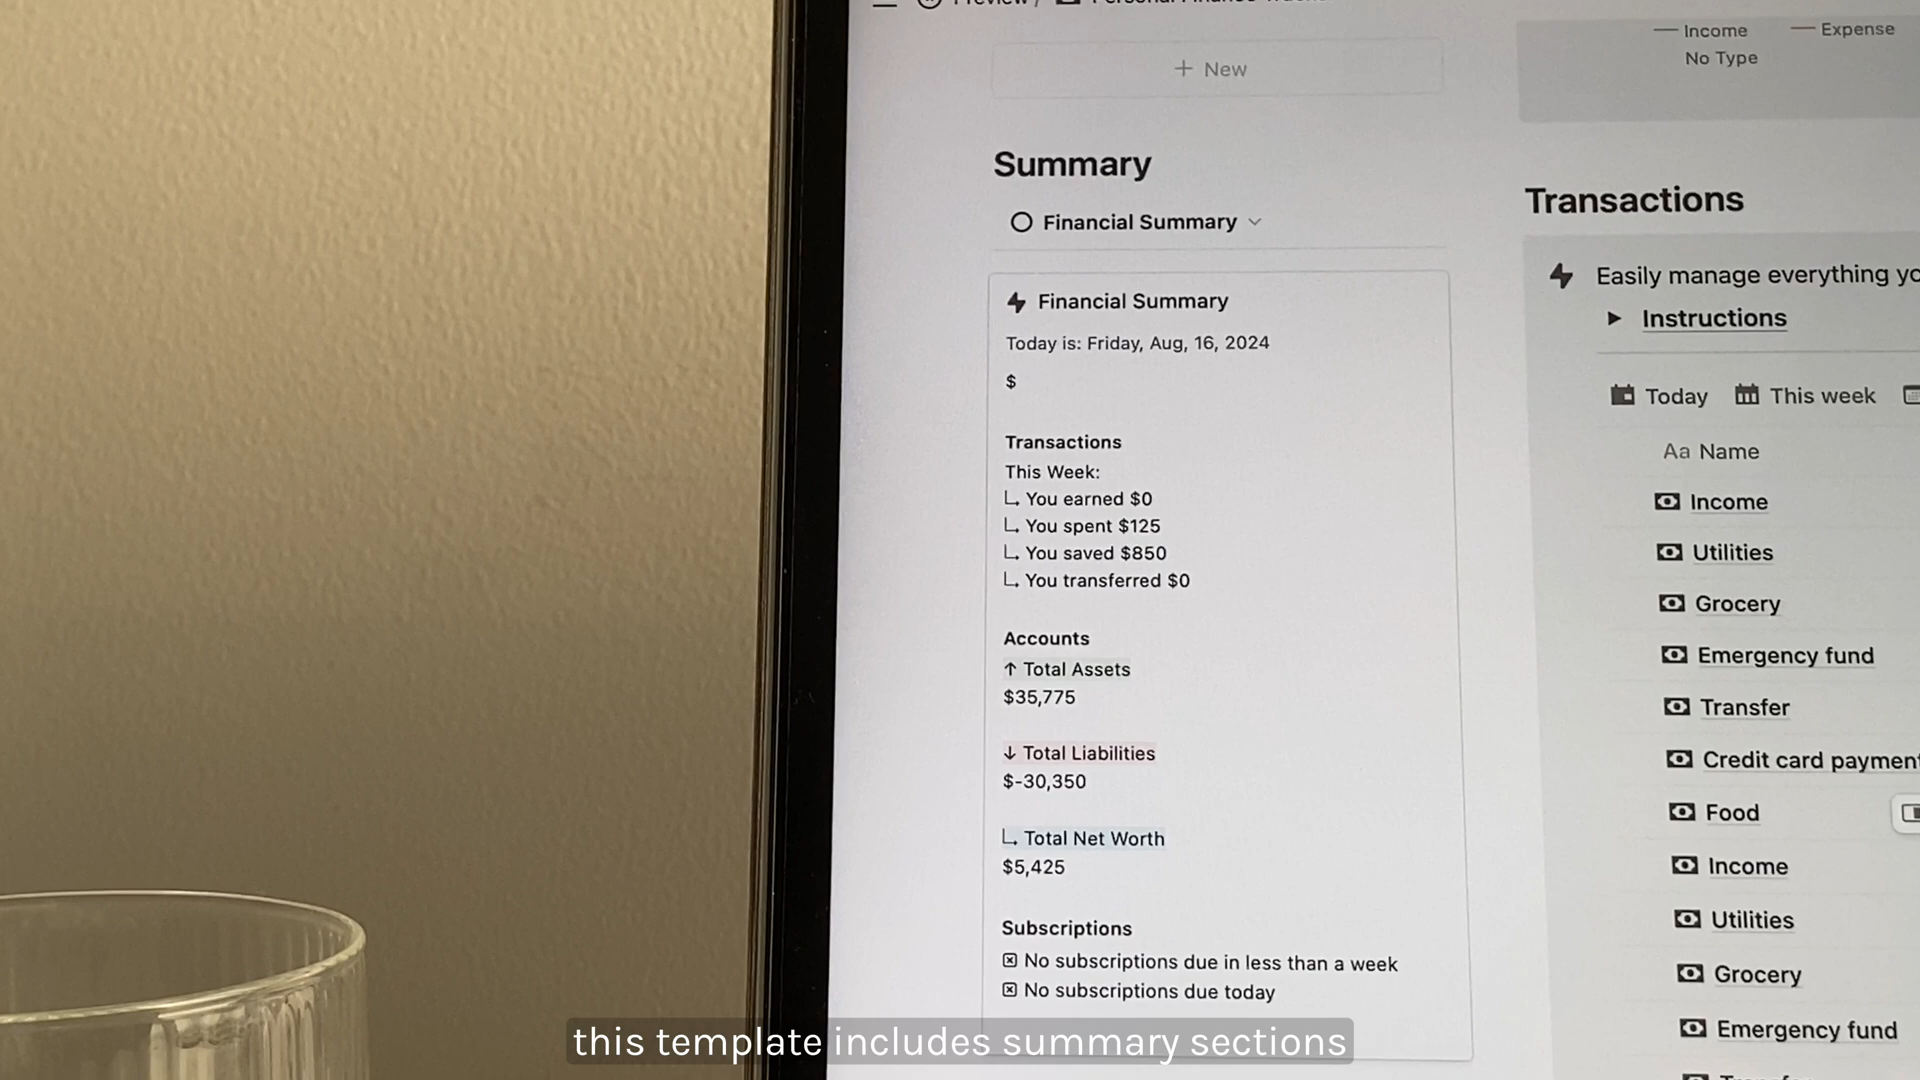 Preview /
Personal Finance
+ New
Income
Expense
No Type
Summary
Financial Summary
Financial Summary
Today is: Friday, Aug, 16, 2024
$
Transactions
This Week:
You earned $0
You spent $125
You saved $850
You transferred $0
Accounts
↑ Total Assets
$35,775
↓ Total Liabilities
$-30,350
Total Net Worth
$5,425
Subscriptions
No subscriptions due in less than a week
No subscriptions due today
Transactions
Easily manage everything
Instructions
Today
This week
Aa Name
Income
Utilities
Grocery
Emergency fund
Transfer
Credit card payment
Food
Income
Utilities
Grocery
Emergency fund
this template includes summary sections